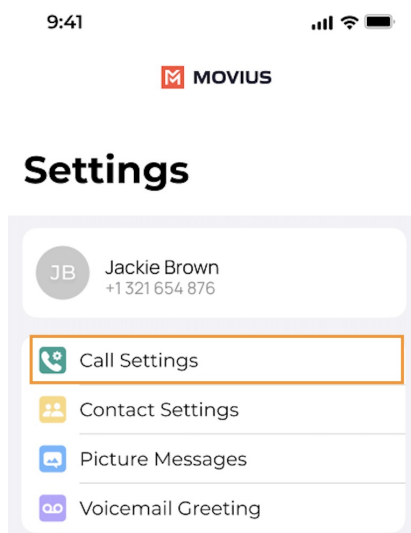 9:41
MOVIUS
Settings
JB
Jackie Brown
+1 321 654 876
Call Settings
Contact Settings
Picture Messages
Voicemail Greeting